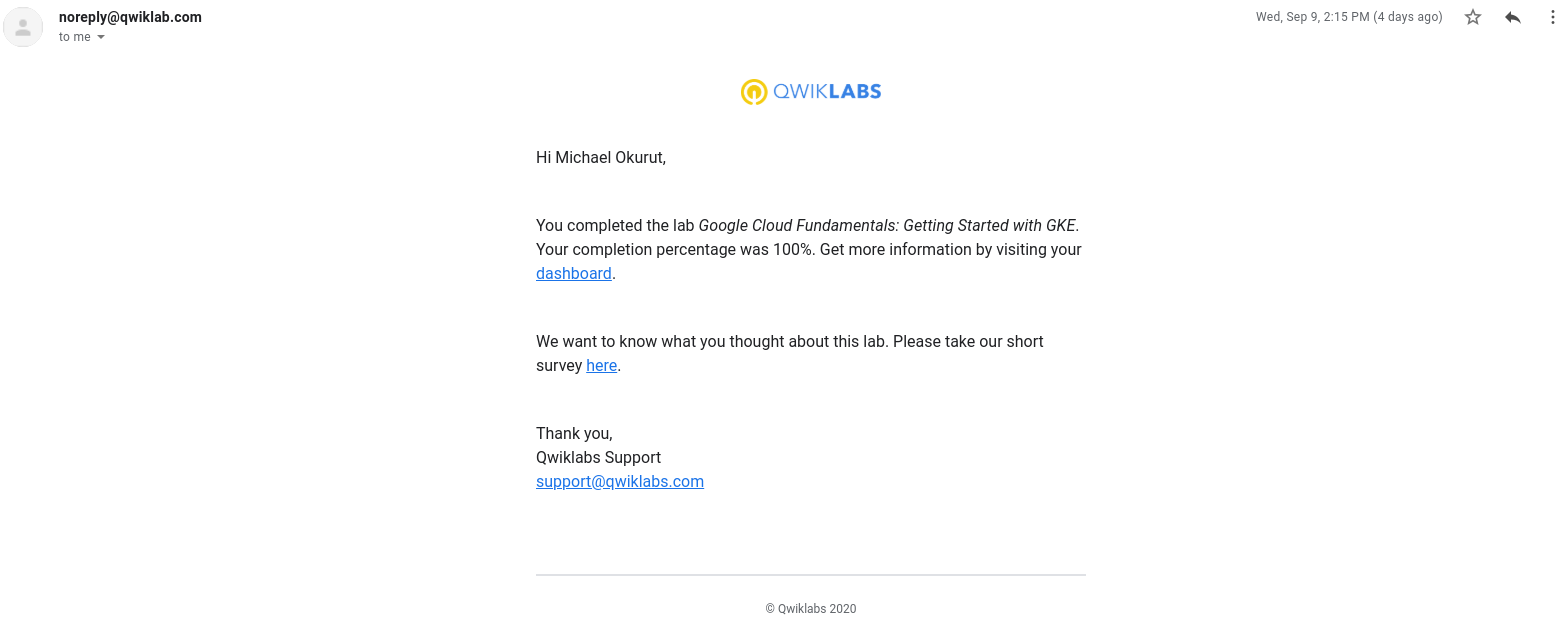 noreply@qwiklab.com
Wed, Sep 9, 2:15 PM (4 days ago)
to me
QWIKLABS
Hi Michael Okurut,
You completed the lab Google Cloud Fundamentals: Getting Started with GKE.
Your completion percentage was 100%. Get more information by visiting your
dashboard.
We want to know what you thought about this lab. Please take our short
survey here.
Thank you,
Qwiklabs Support
support@qwiklabs.com
© Qwiklabs 2020